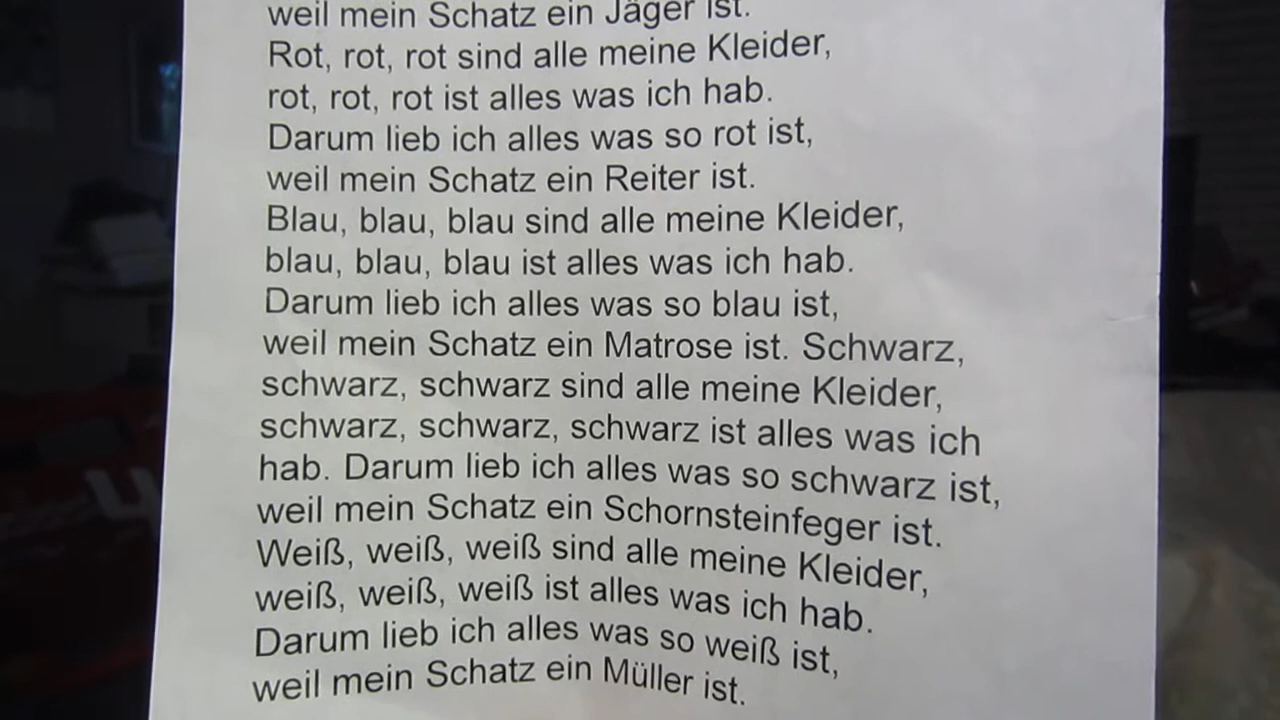 weil mein Schatz ein Jäger ist.
Rot, rot, rot sind alle meine Kleider,
rot, rot, rot ist alles was ich hab.
Darum lieb ich alles was so rot ist,
weil mein Schatz ein Reiter ist.
Blau, blau, blau sind alle meine Kleider,
blau, blau, blau ist alles was ich hab.
Darum lieb ich alles was so blau ist,
weil mein Schatz ein Matrose ist. Schwarz,
schwarz, schwarz sind alle meine Kleider,
schwarz, schwarz, schwarz ist alles was ich
hab. Darum lieb ich alles was so schwarz ist,
weil mein Schatz ein Schornsteinfeger ist.
Weiß, weiß, weiß sind alle meine Kleider,
weiß, weiß, weiß ist alles was ich hab.
Darum lieb ich alles was so weiß ist,
weil mein Schatz ein Müller ist.